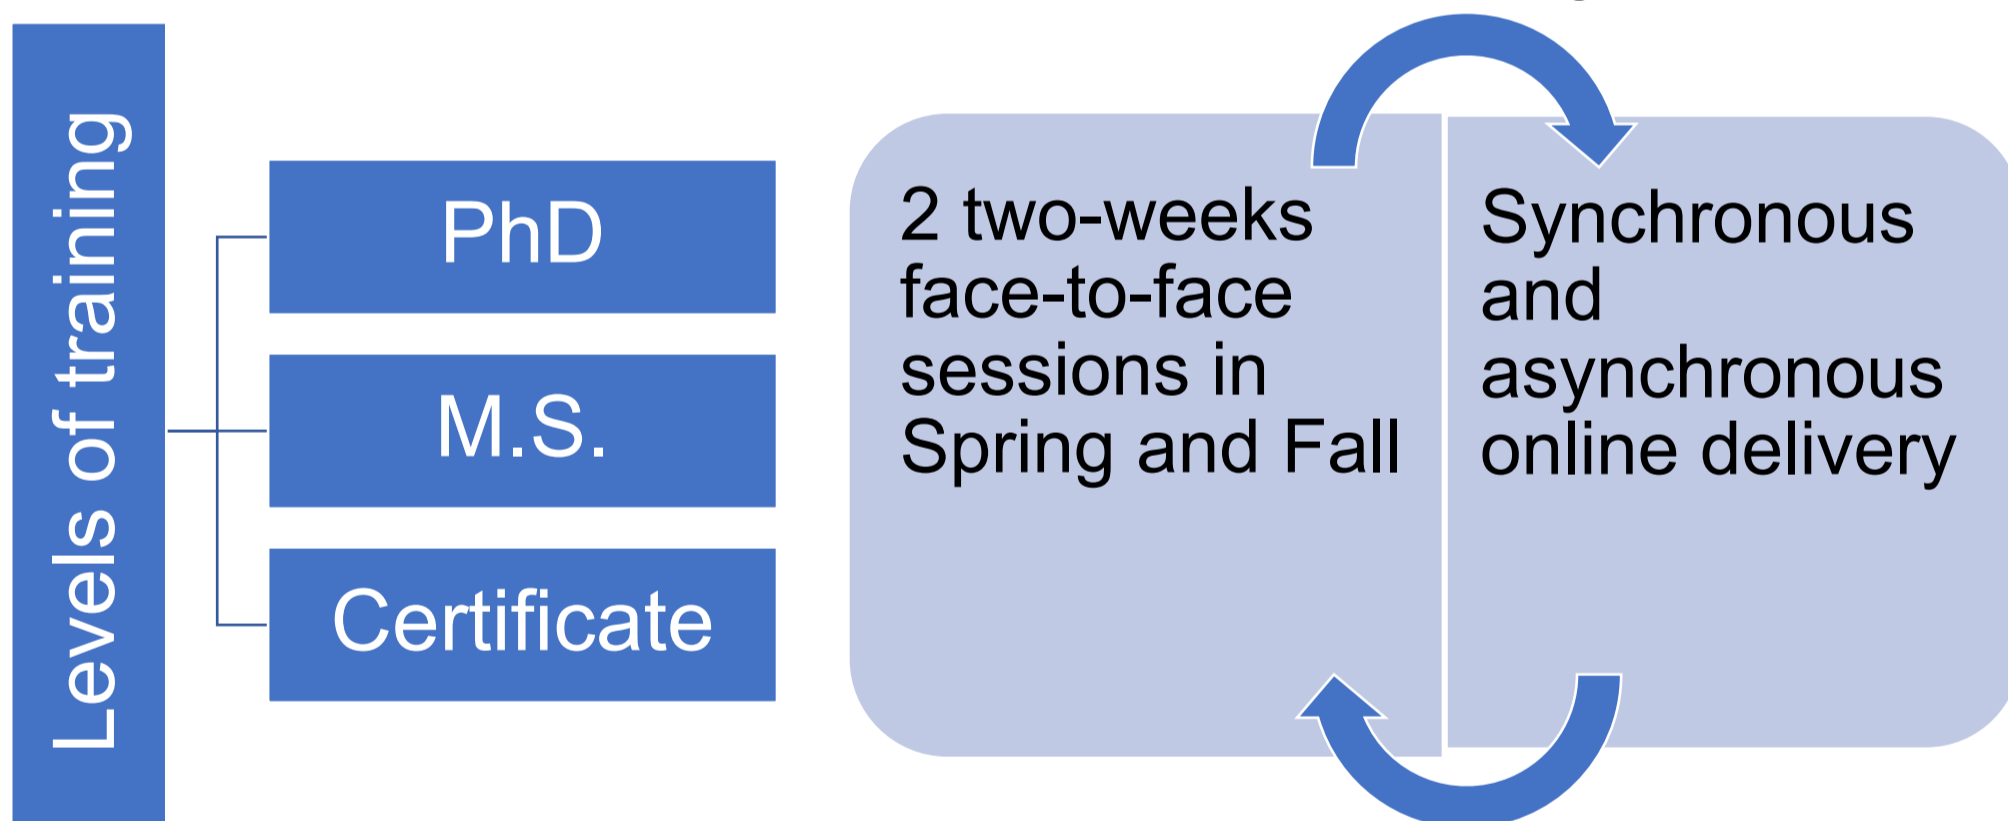 Levels of training
PhD
M.S.
Certificate
2 two-weeks
face-to-face
sessions in
Spring and Fall
Synchronous
and
asynchronous
online delivery